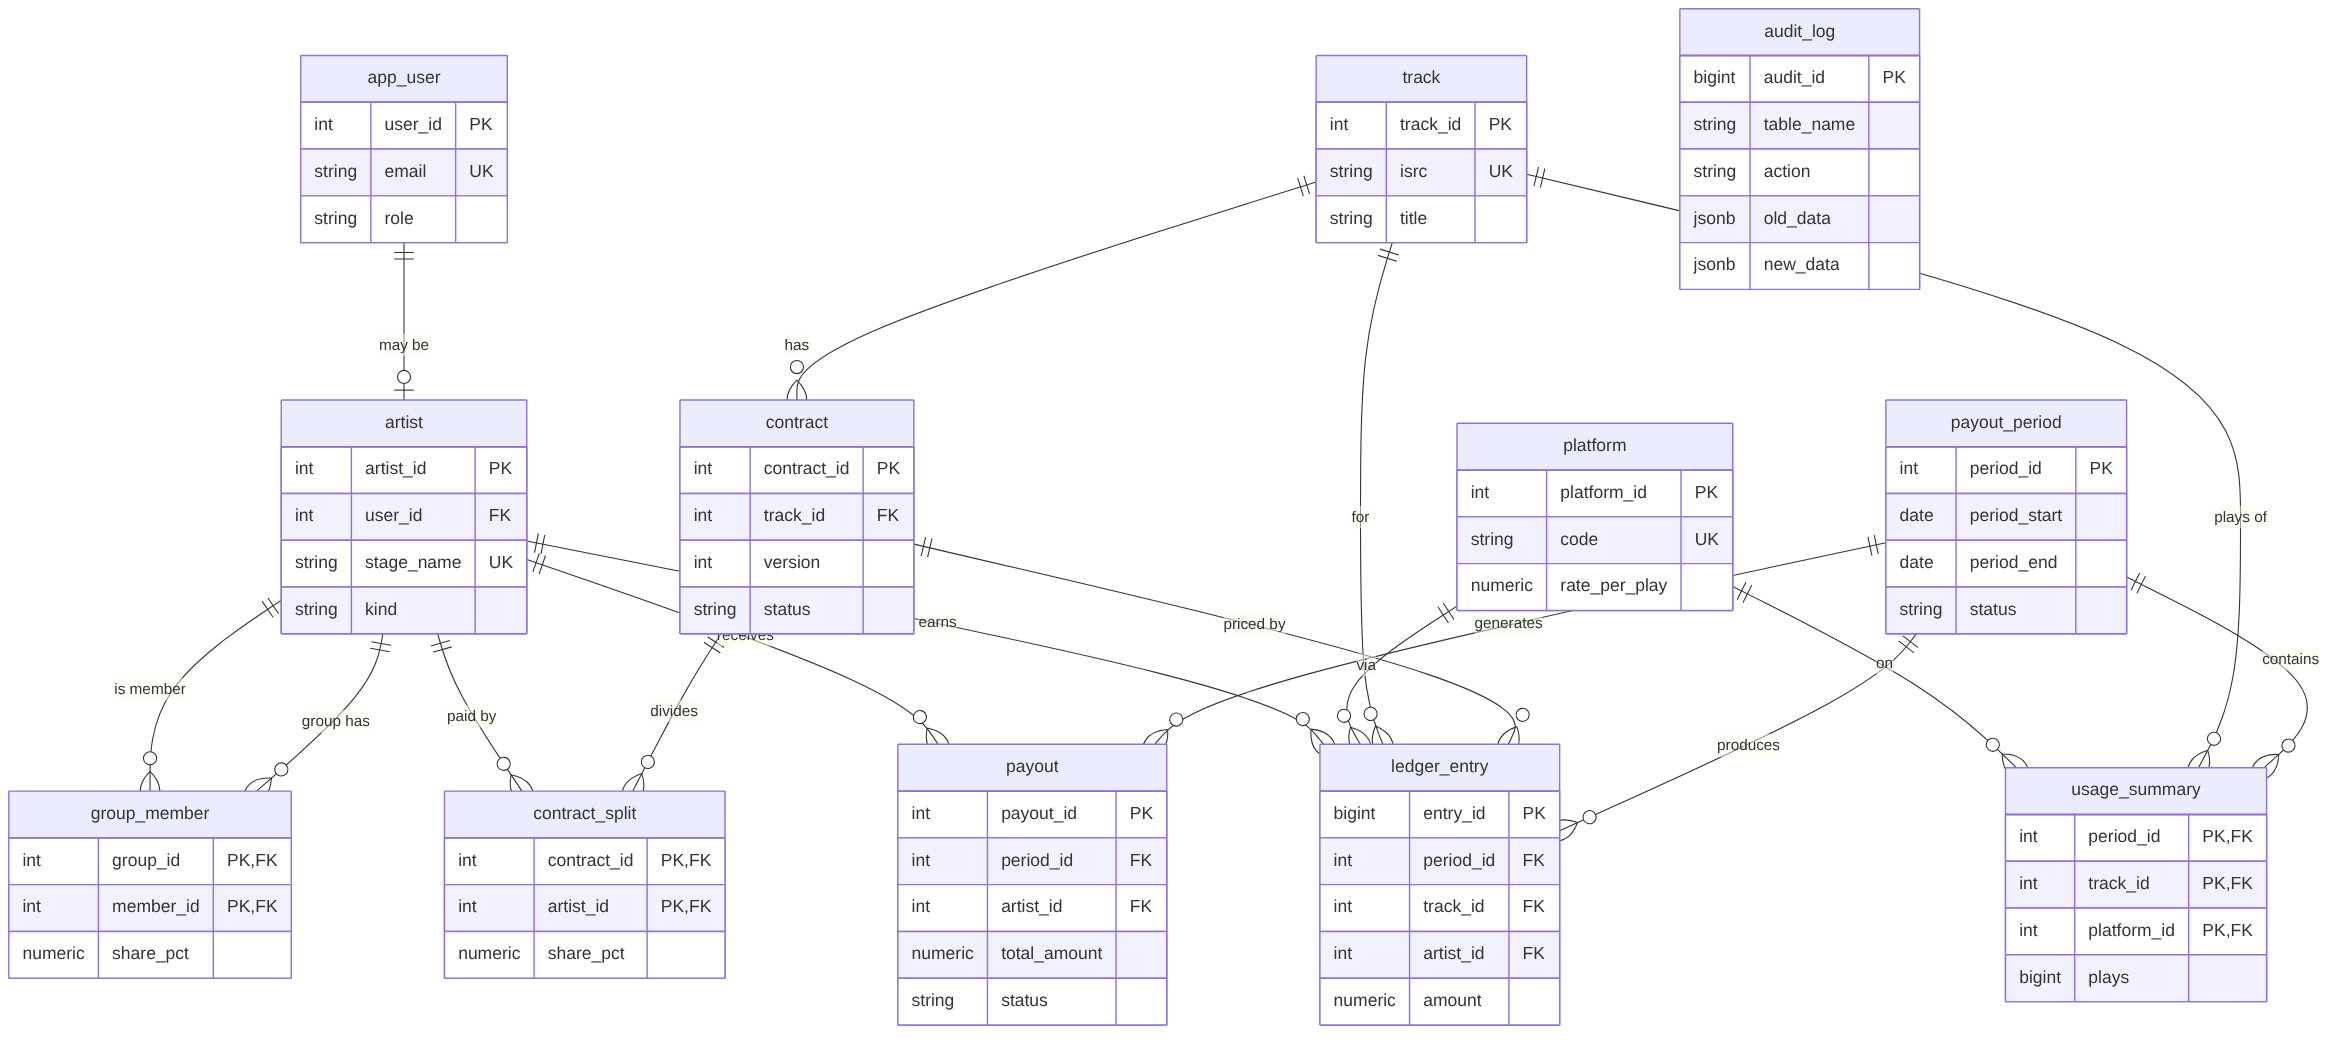 app_user
int user_id PK
string email UK
string role
track
int track_id PK
string isrc UK
string title
audit_log
bigint audit_id PK
string table_name
string action
jsonb old_data
jsonb new_data
may be
has
for
plays of
artist
int artist_id PK
int user_id FK
string stage_name UK
string kind
contract
int contract_id PK
int track_id FK
int version
string status
platform
int platform_id PK
string code UK
numeric rate_per_play
payout_period
int period_id PK
date period_start
date period_end
string status
is member
group has
paid by
divides
receives
earns
priced by
via
generates
on
produces
contains
group_member
int group_id PK,FK
int member_id PK,FK
numeric share_pct
contract_split
int contract_id PK,FK
int artist_id PK,FK
numeric share_pct
payout
int payout_id PK
int period_id FK
int artist_id FK
numeric total_amount
string status
ledger_entry
bigint entry_id PK
int period_id FK
int track_id FK
int artist_id FK
numeric amount
usage_summary
int period_id PK,FK
int track_id PK,FK
int platform_id PK,FK
bigint plays